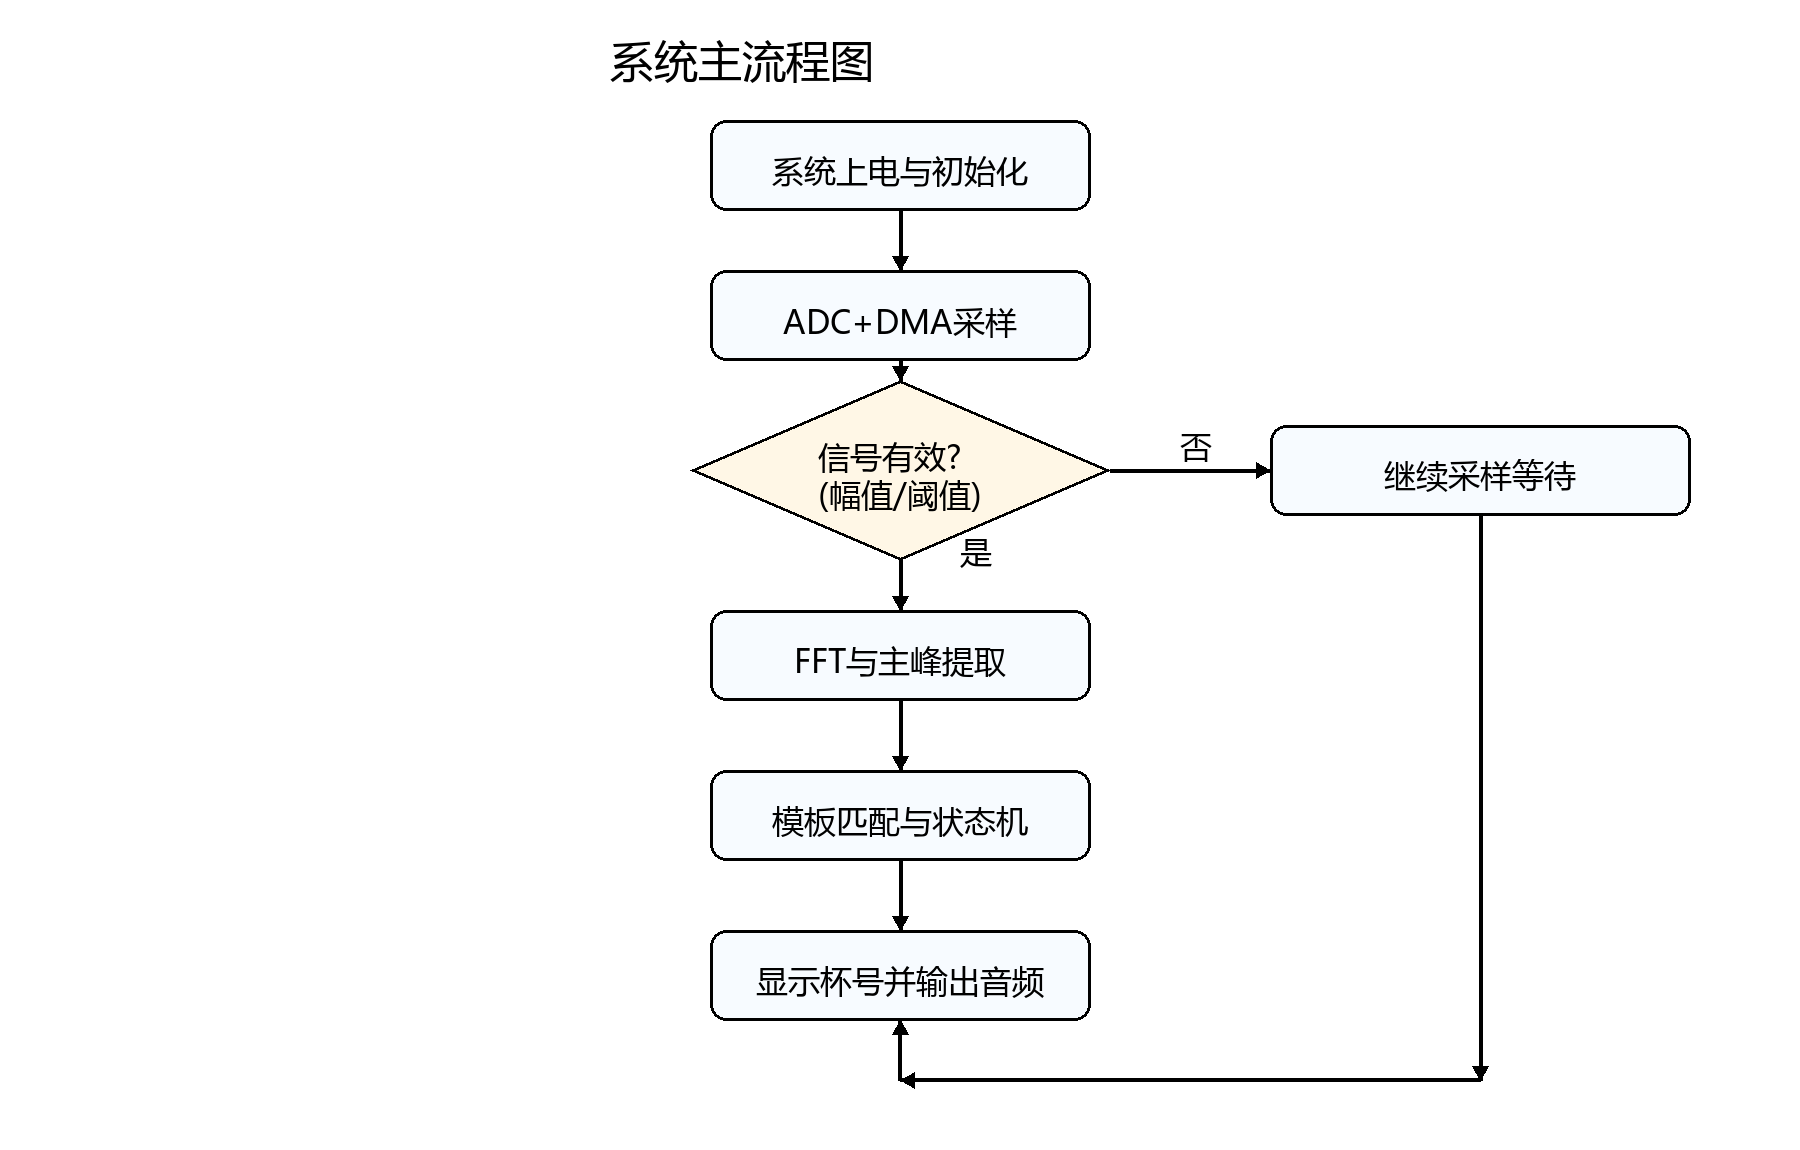 系统主流程图
系统上电与初始化
ADC+DMA采样
信号有效?
(幅值/阈值)
否
继续采样等待
是
FFT与主峰提取
模板匹配与状态机
显示杯号并输出音频